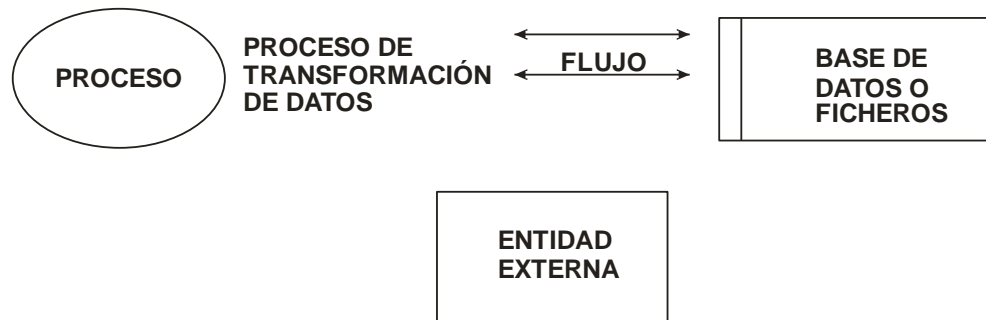 PROCESO
PROCESO DE
TRANSFORMACIÓN
DE DATOS
FLUJO
BASE DE
DATOS O
FICHEROS
ENTIDAD
EXTERNA